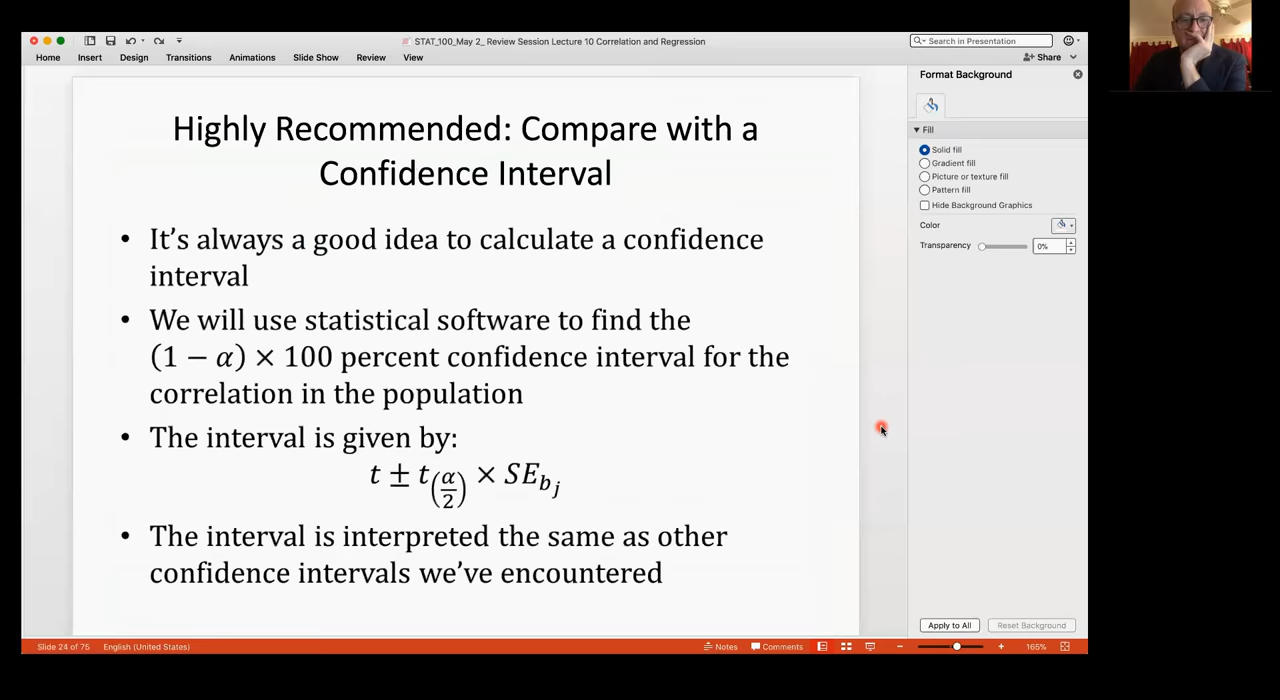 STAT_100_May 2_ Review Session Lecture 10 Correlation and Regression
Search in Presentation
Home Insert Design Transitions Animations Slide Show Review View
Share
Highly Recommended: Compare with a
Confidence Interval
• It’s always a good idea to calculate a confidence
interval
• We will use statistical software to find the
(1 − α) × 100 percent confidence interval for the
correlation in the population
• The interval is given by:
t ± t_(α/2) × SE_{b_j}
• The interval is interpreted the same as other
confidence intervals we’ve encountered
Format Background
Fill
Solid fill
Gradient fill
Picture or texture fill
Pattern fill
Hide Background Graphics
Color
Transparency 0%
Apply to All Reset Background
Slide 24 of 75 English (United States) Notes Comments 165%